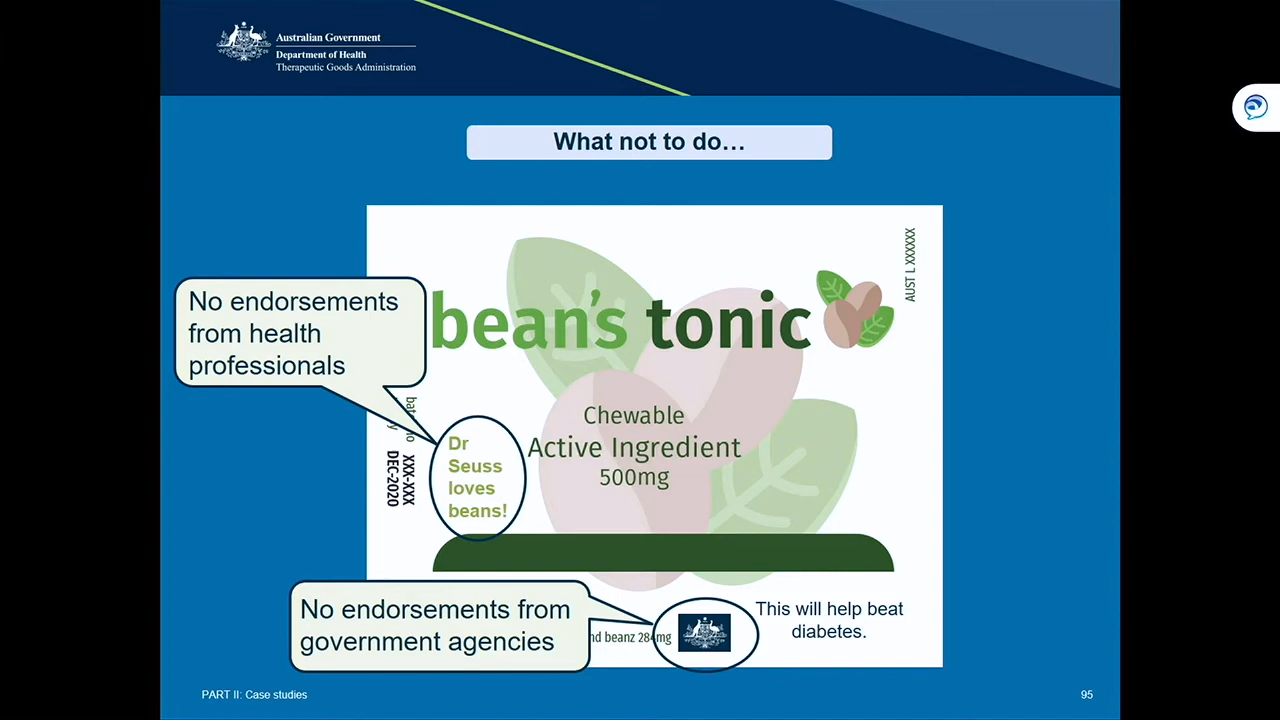 Australian Government
Department of Health
Therapeutic Goods Administration
What not to do…
AUST L XXXXXX
bean's tonic
No endorsements
from health
professionals
Chewable
Active Ingredient
500mg
XXX-XXX
DEC-2020
Dr
Seuss
loves
beans!
No endorsements from
government agencies
beanz 284mg
This will help beat
diabetes.
PART II: Case studies
95